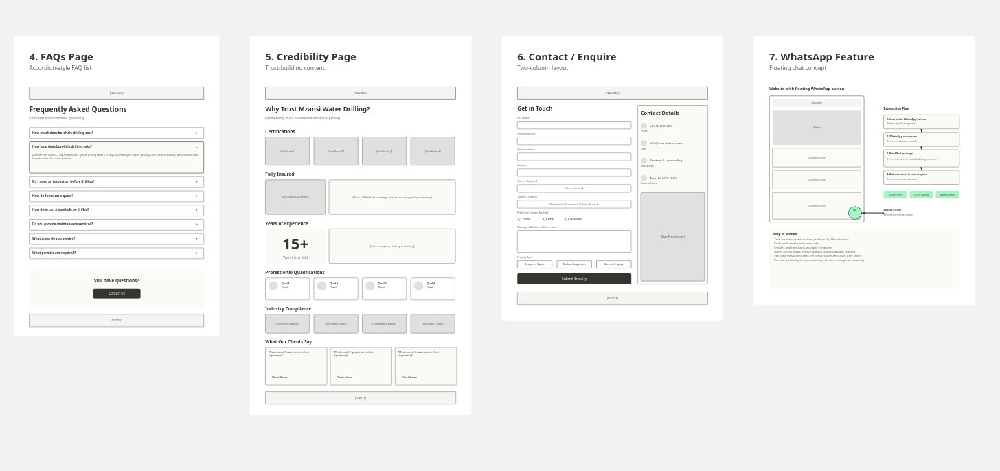 4. FAQs Page
Accordion-style FAQ list
[NAV BAR]
Frequently Asked Questions
[Intro text about common questions]
How much does borehole drilling cost? +
How long does borehole drilling take? –
[Answer text visible — expanded state] Typical drilling takes 1-3 days depending on depth, geology, and site accessibility. We provide a clear
timeline after the site inspection.
Do I need an inspection before drilling? +
How do I request a quote? +
How deep can a borehole be drilled? +
Do you provide maintenance services? +
What areas do you service? +
What permits are required? +
Still have questions?
Contact Us
[FOOTER]
5. Credibility Page
Trust-building content
[NAV BAR]
Why Trust Mzansi Water Drilling?
[Subheading about professionalism and expertise]
Certifications
[Certificate 1]
[Certificate 2]
[Certificate 3]
[Certificate 4]
Fully Insured
[Insurance Document]
[Text: full liability coverage details, insurer, policy summary]
Years of Experience
15+
Years in the field
[Text: company history and story]
Professional Qualifications
Qual 1
Detail
Qual 2
Detail
Qual 3
Detail
Qual 4
Detail
Industry Compliance
[Compliance Badge]
[Regulatory Logo]
[Compliance Badge]
[Regulatory Logo]
What Our Clients Say
"[Testimonial 1 quote text — client
experience]"
— Client Name
"[Testimonial 2 quote text — client
experience]"
— Client Name
"[Testimonial 3 quote text — client
experience]"
— Client Name
[FOOTER]
6. Contact / Enquire
Two-column layout
[NAV BAR]
Get in Touch
Full Name
Phone Number
Email Address
Location
Service Required
Select service ▼
Type of Property
Residential / Commercial / Agricultural ▼
Preferred Contact Method
Phone
Email
WhatsApp
Message / Additional Information
Enquiry Type
Request a Quote
Book an Inspection
General Enquiry
Submit Enquiry
Contact Details
+27 XX XXX XXXX
Phone
info@mzansiwater.co.za
Email
Gauteng & surrounding
Service Area
Mon–Fri 8:00–17:00
Business Hours
[Map Placeholder]
[FOOTER]
7. WhatsApp Feature
Floating chat concept
Website with floating WhatsApp button
[NAV BAR]
[Hero]
[Content section]
[Content section]
[Content section]
WA
Interaction Flow
1. User clicks WhatsApp button
Bottom-right floating action
2. WhatsApp chat opens
Direct link to business number
3. Pre-filled message
"Hi, I'm interested in borehole drilling services..."
4. Ask questions / request quote
Direct conversation with team
Click to chat
Direct contact
Always visible
Always visible
Remains fixed while scrolling
Why it works
• Zero-friction contact channel preferred by SA customers
• Reduces form abandonment rate
• Enables real-time back-and-forth for quotes
• Green accent draws the eye without disrupting page content
• Pre-filled message primes the conversation and saves user effort
• Persistent visibility keeps contact top of mind throughout browsing